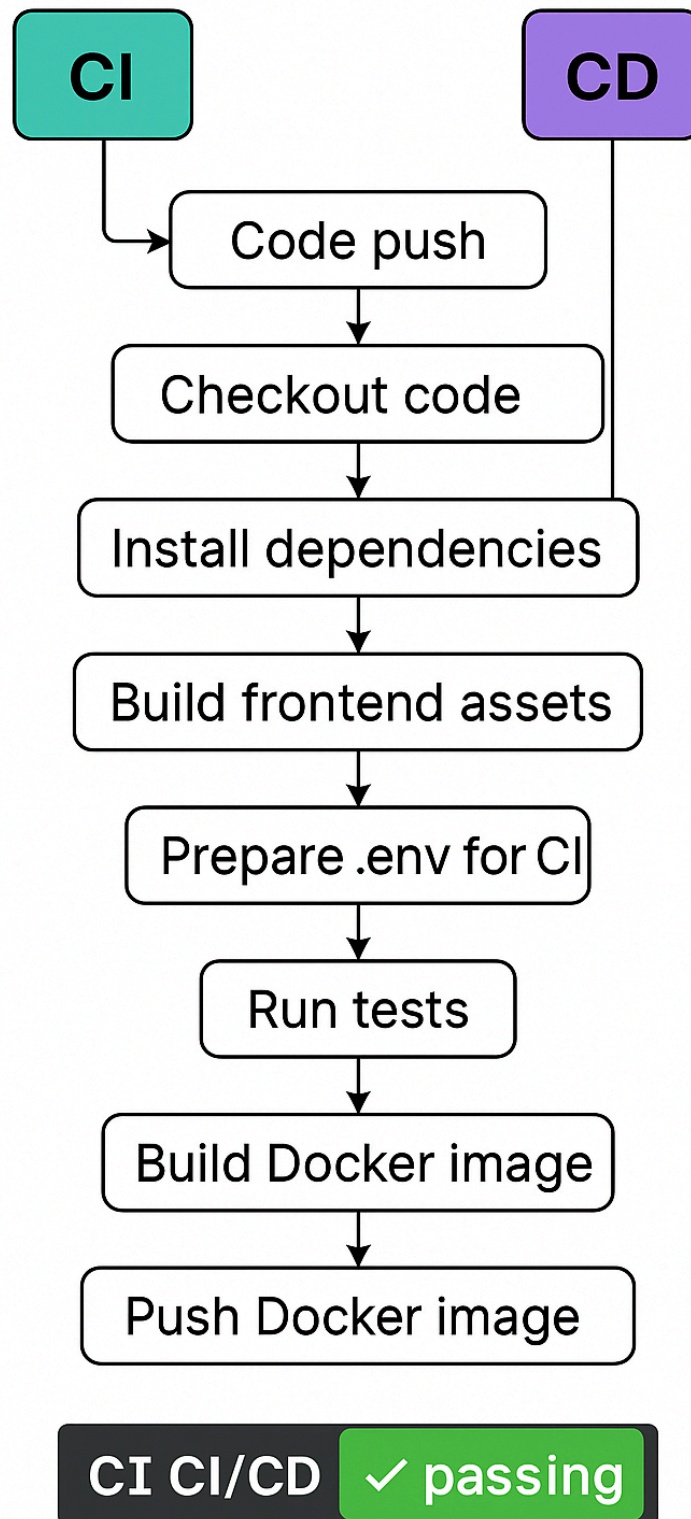 CI
CD
Code push
Checkout code
Install dependencies
Build frontend assets
Prepare .env for CI
Run tests
Build Docker image
Push Docker image
CI CI/CD ✓ passing